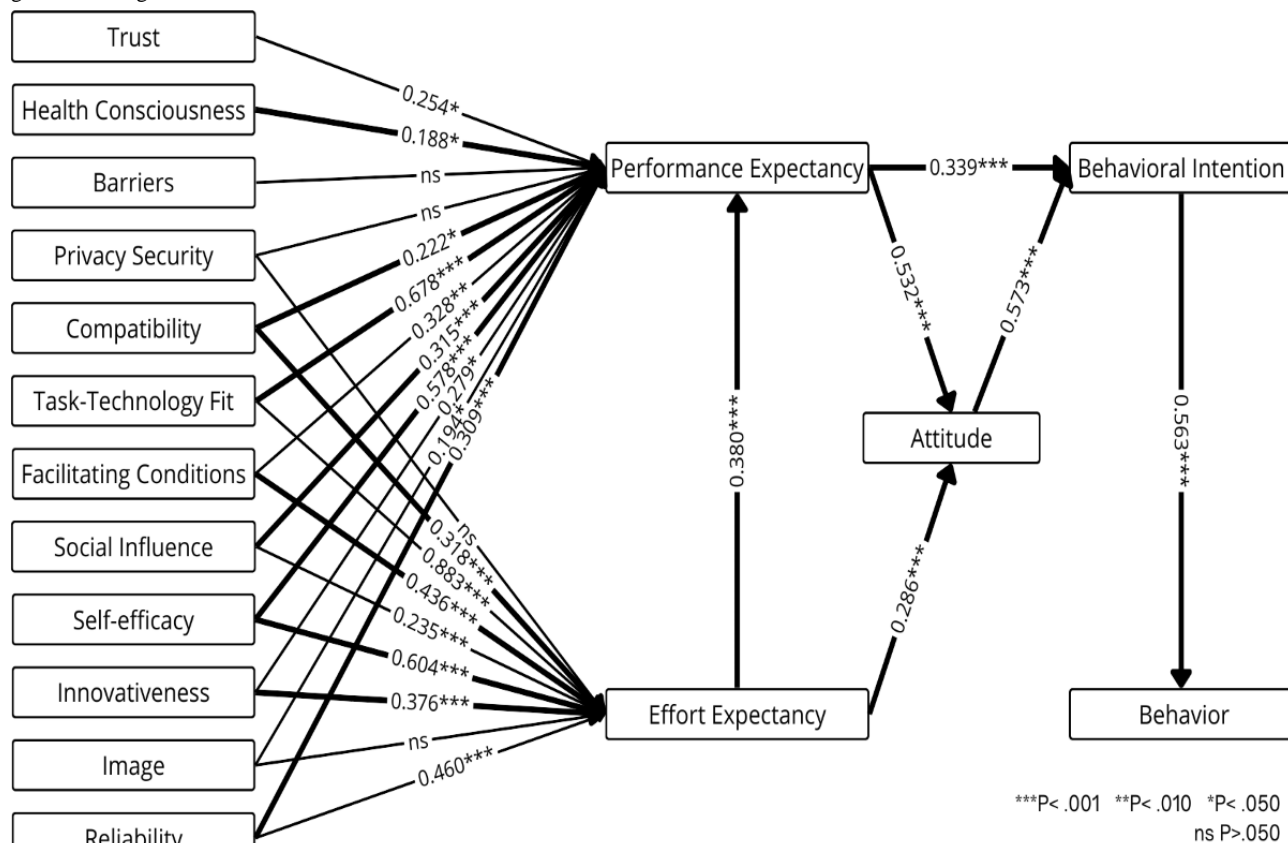 Trust
Health Consciousness
Barriers
Privacy Security
Compatibility
Task-Technology Fit
Facilitating Conditions
Social Influence
Self-efficacy
Innovativeness
Image
Reliability
0.254*
0.188*
ns
ns
0.222*
0.678***
0.328**
0.315***
0.578***
0.279*
0.194*
0.309***
ns
0.318***
0.883***
0.436***
0.235***
0.604***
0.376***
ns
0.460***
Performance Expectancy
0.339***
Behavioral Intention
0.532***
0.573***
0.380***
Attitude
0.563***
0.286***
Effort Expectancy
Behavior
***P< .001 **P< .010 *P< .050
ns P>.050